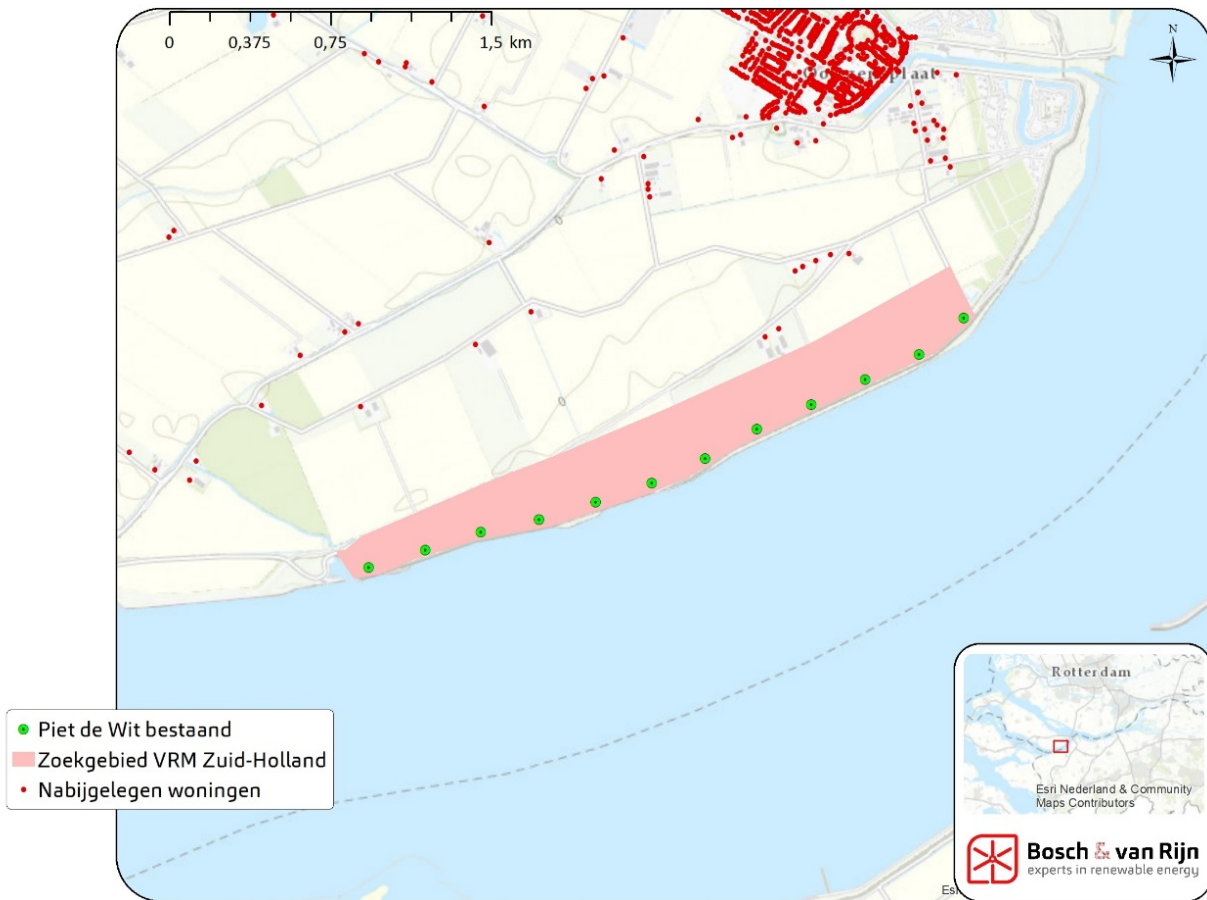 0 0,375 0,75 1,5 km
N
Piet de Wit bestaand
Zoekgebied VRM Zuid-Holland
Nabijgelegen woningen
Rotterdam
Esri Nederland & Community
Maps Contributors
Bosch & van Rijn
experts in renewable energy